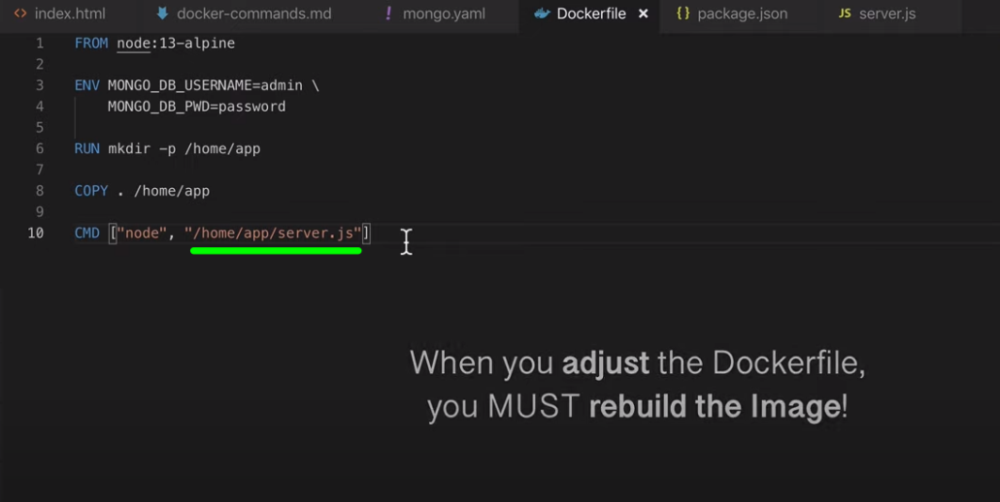 <> index.html docker-commands.md ! mongo.yaml Dockerfile × {} package.json JS server.js
1 FROM node:13-alpine
2
3 ENV MONGO_DB_USERNAME=admin \
4 MONGO_DB_PWD=password
5
6 RUN mkdir -p /home/app
7
8 COPY . /home/app
9
10 CMD ["node", "/home/app/server.js"]
When you adjust the Dockerfile,
you MUST rebuild the Image!